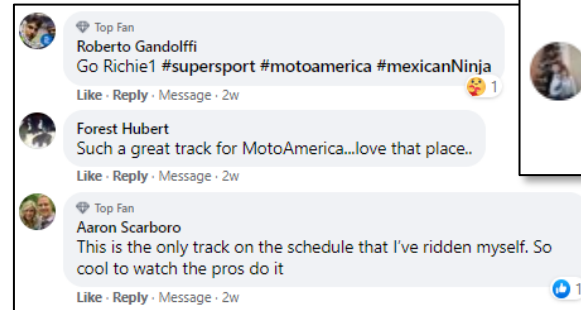 Top Fan
Roberto Gandolffi
Go Richie1 #supersport #motoamerica #mexicanNinja
1
Like · Reply · Message · 2w
Forest Hubert
Such a great track for MotoAmerica...love that place..
Like · Reply · Message · 2w
Top Fan
Aaron Scarboro
This is the only track on the schedule that I've ridden myself. So
cool to watch the pros do it
1
Like · Reply · Message · 2w